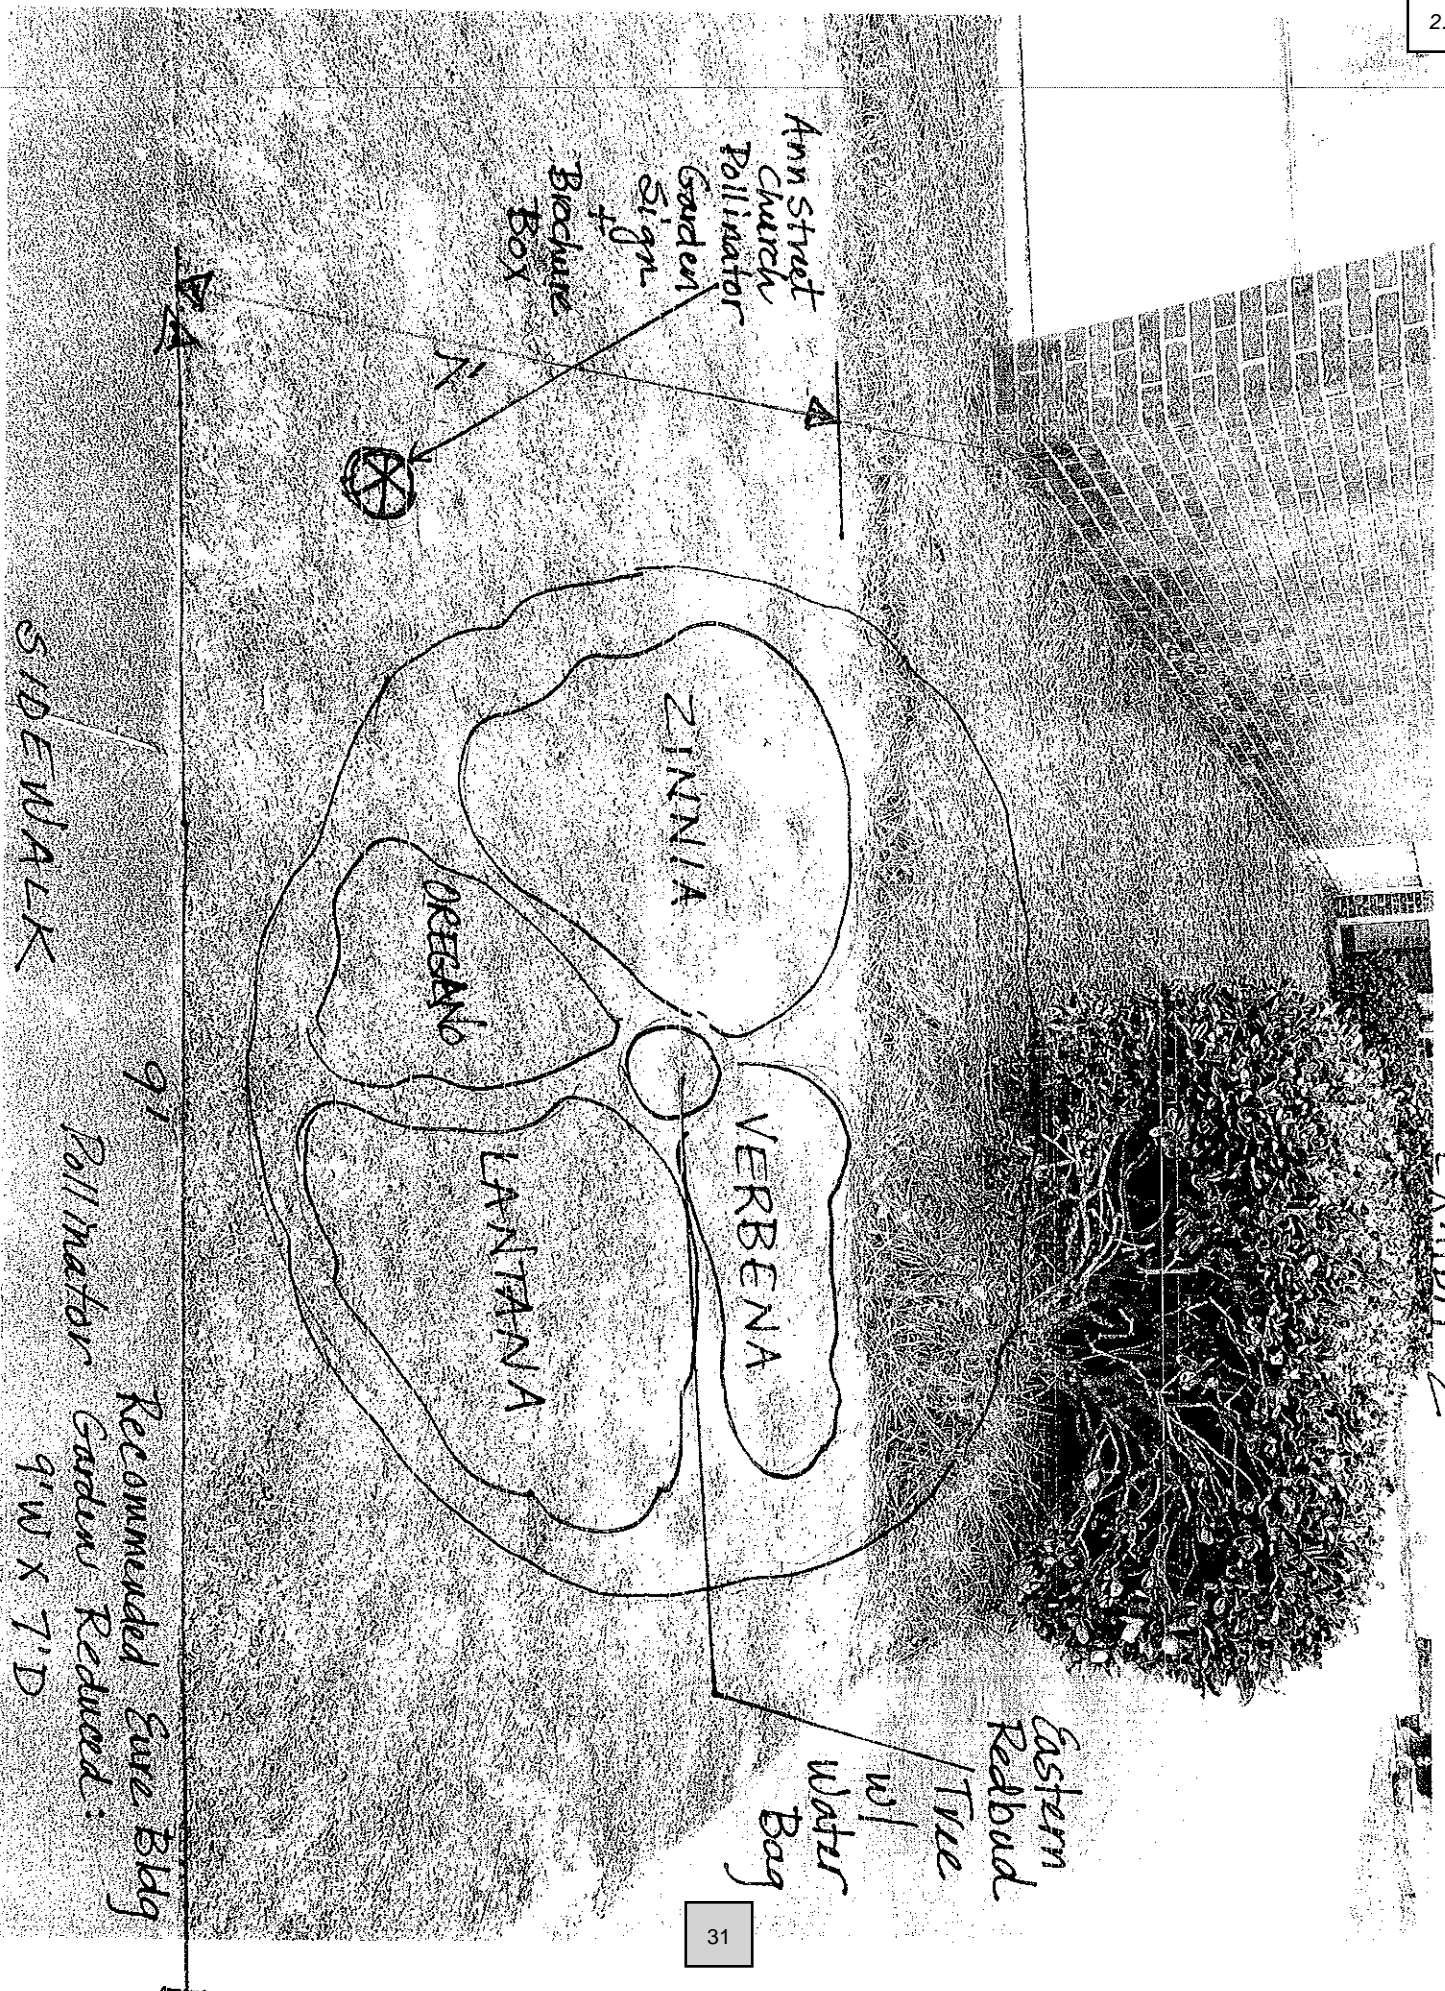 2.
Ann Street
Church
Pollinator
Garden
Sign
+
Brochure
Box
7'
ZINNIA
OREGANO
VERBENA
LANTANA
Eastern
Redbud
Tree
w/
Water
Bag
SIDEWALK
9'
Recommended Eure Bldg
Pollinator Garden Reduced:
9'W X 7'D
31